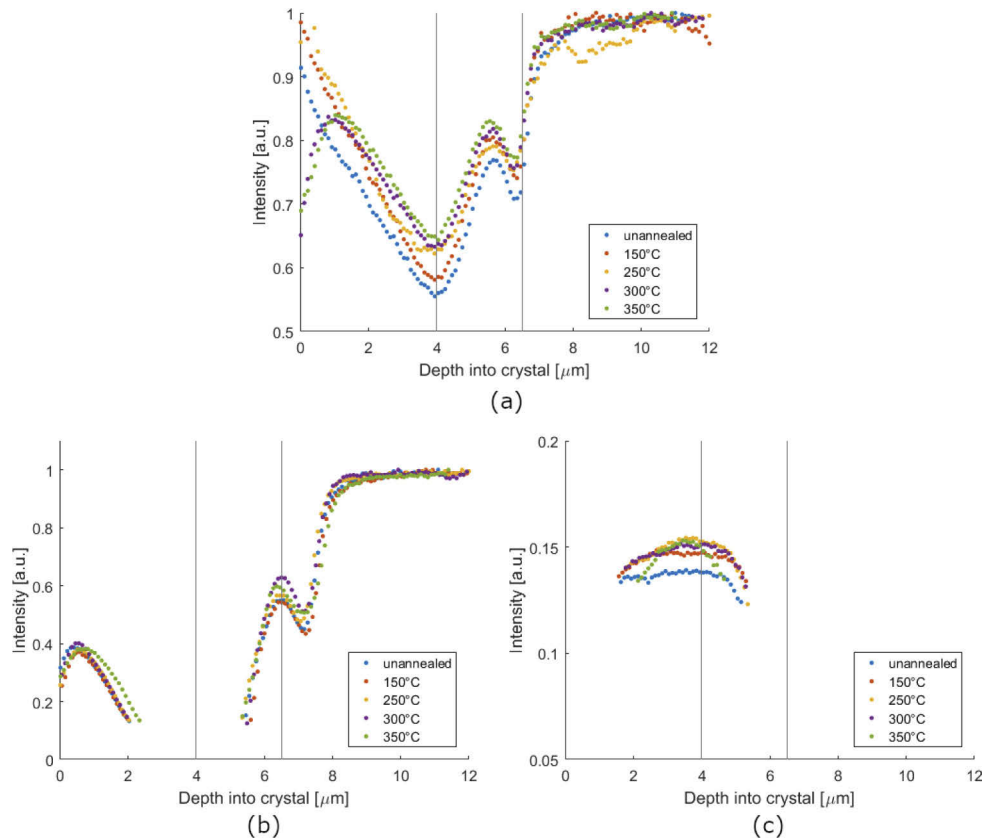 1
0.9
0.8
0.7
0.6
0.5
Intensity [a.u.]
0 2 4 6 8 10 12
Depth into crystal [μm]
unannealed
150°C
250°C
300°C
350°C
(a)
1
0.8
0.6
0.4
0.2
0
Intensity [a.u.]
0 2 4 6 8 10 12
Depth into crystal [μm]
unannealed
150°C
250°C
300°C
350°C
(b)
0.2
0.15
0.1
0.05
Intensity [a.u.]
0 2 4 6 8 10 12
Depth into crystal [μm]
unannealed
150°C
250°C
300°C
350°C
(c)